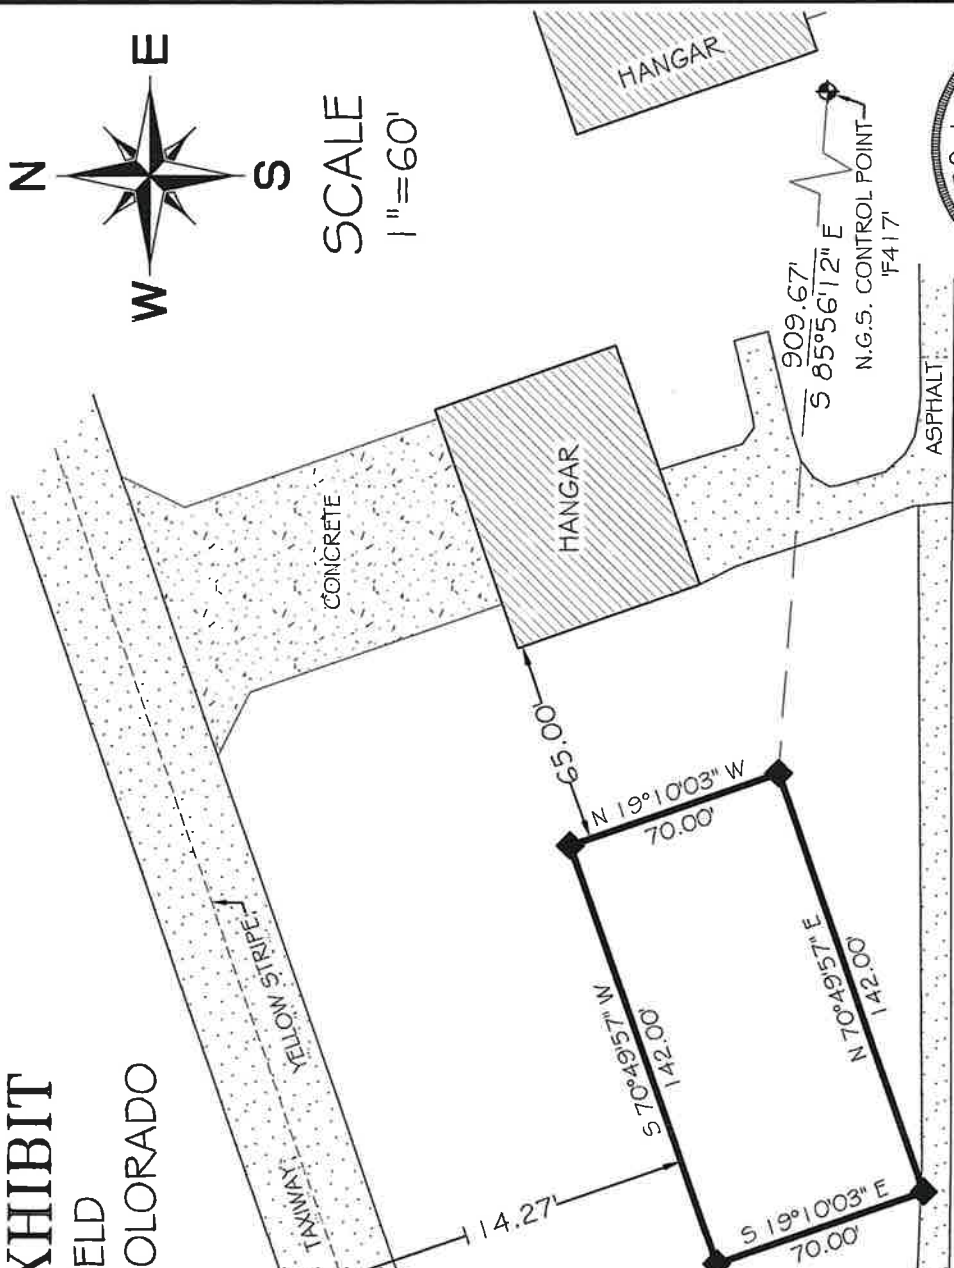 XHIBIT
ELD
OLORADO
N
E
S
W
SCALE
1"=60'
HANGAR
909.67'
S 85°56'12" E
N.G.S. CONTROL POINT
'F417'
ASPHALT
CONCRETE
HANGAR
65.00'
N 19°10'03" W
70.00'
YELLOW STRIPE
TAXIWAY
S 70°49'57" W
142.00'
N 70°49'57" E
142.00'
114.27'
S 19°10'03" E
70.00'